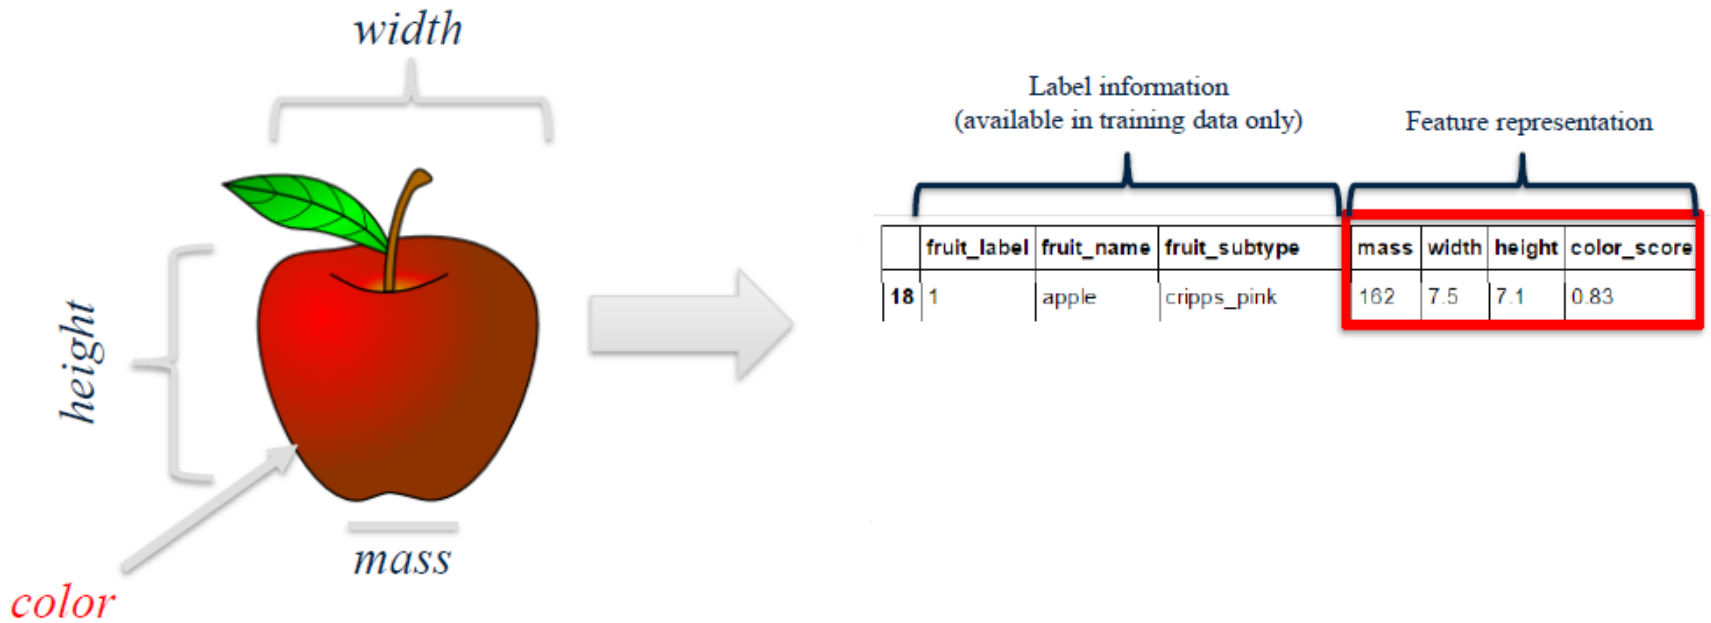 width
height
color
mass
Label information
(available in training data only)
Feature representation
fruit_label fruit_name fruit_subtype mass width height color_score
18 1 apple cripps_pink 162 7.5 7.1 0.83